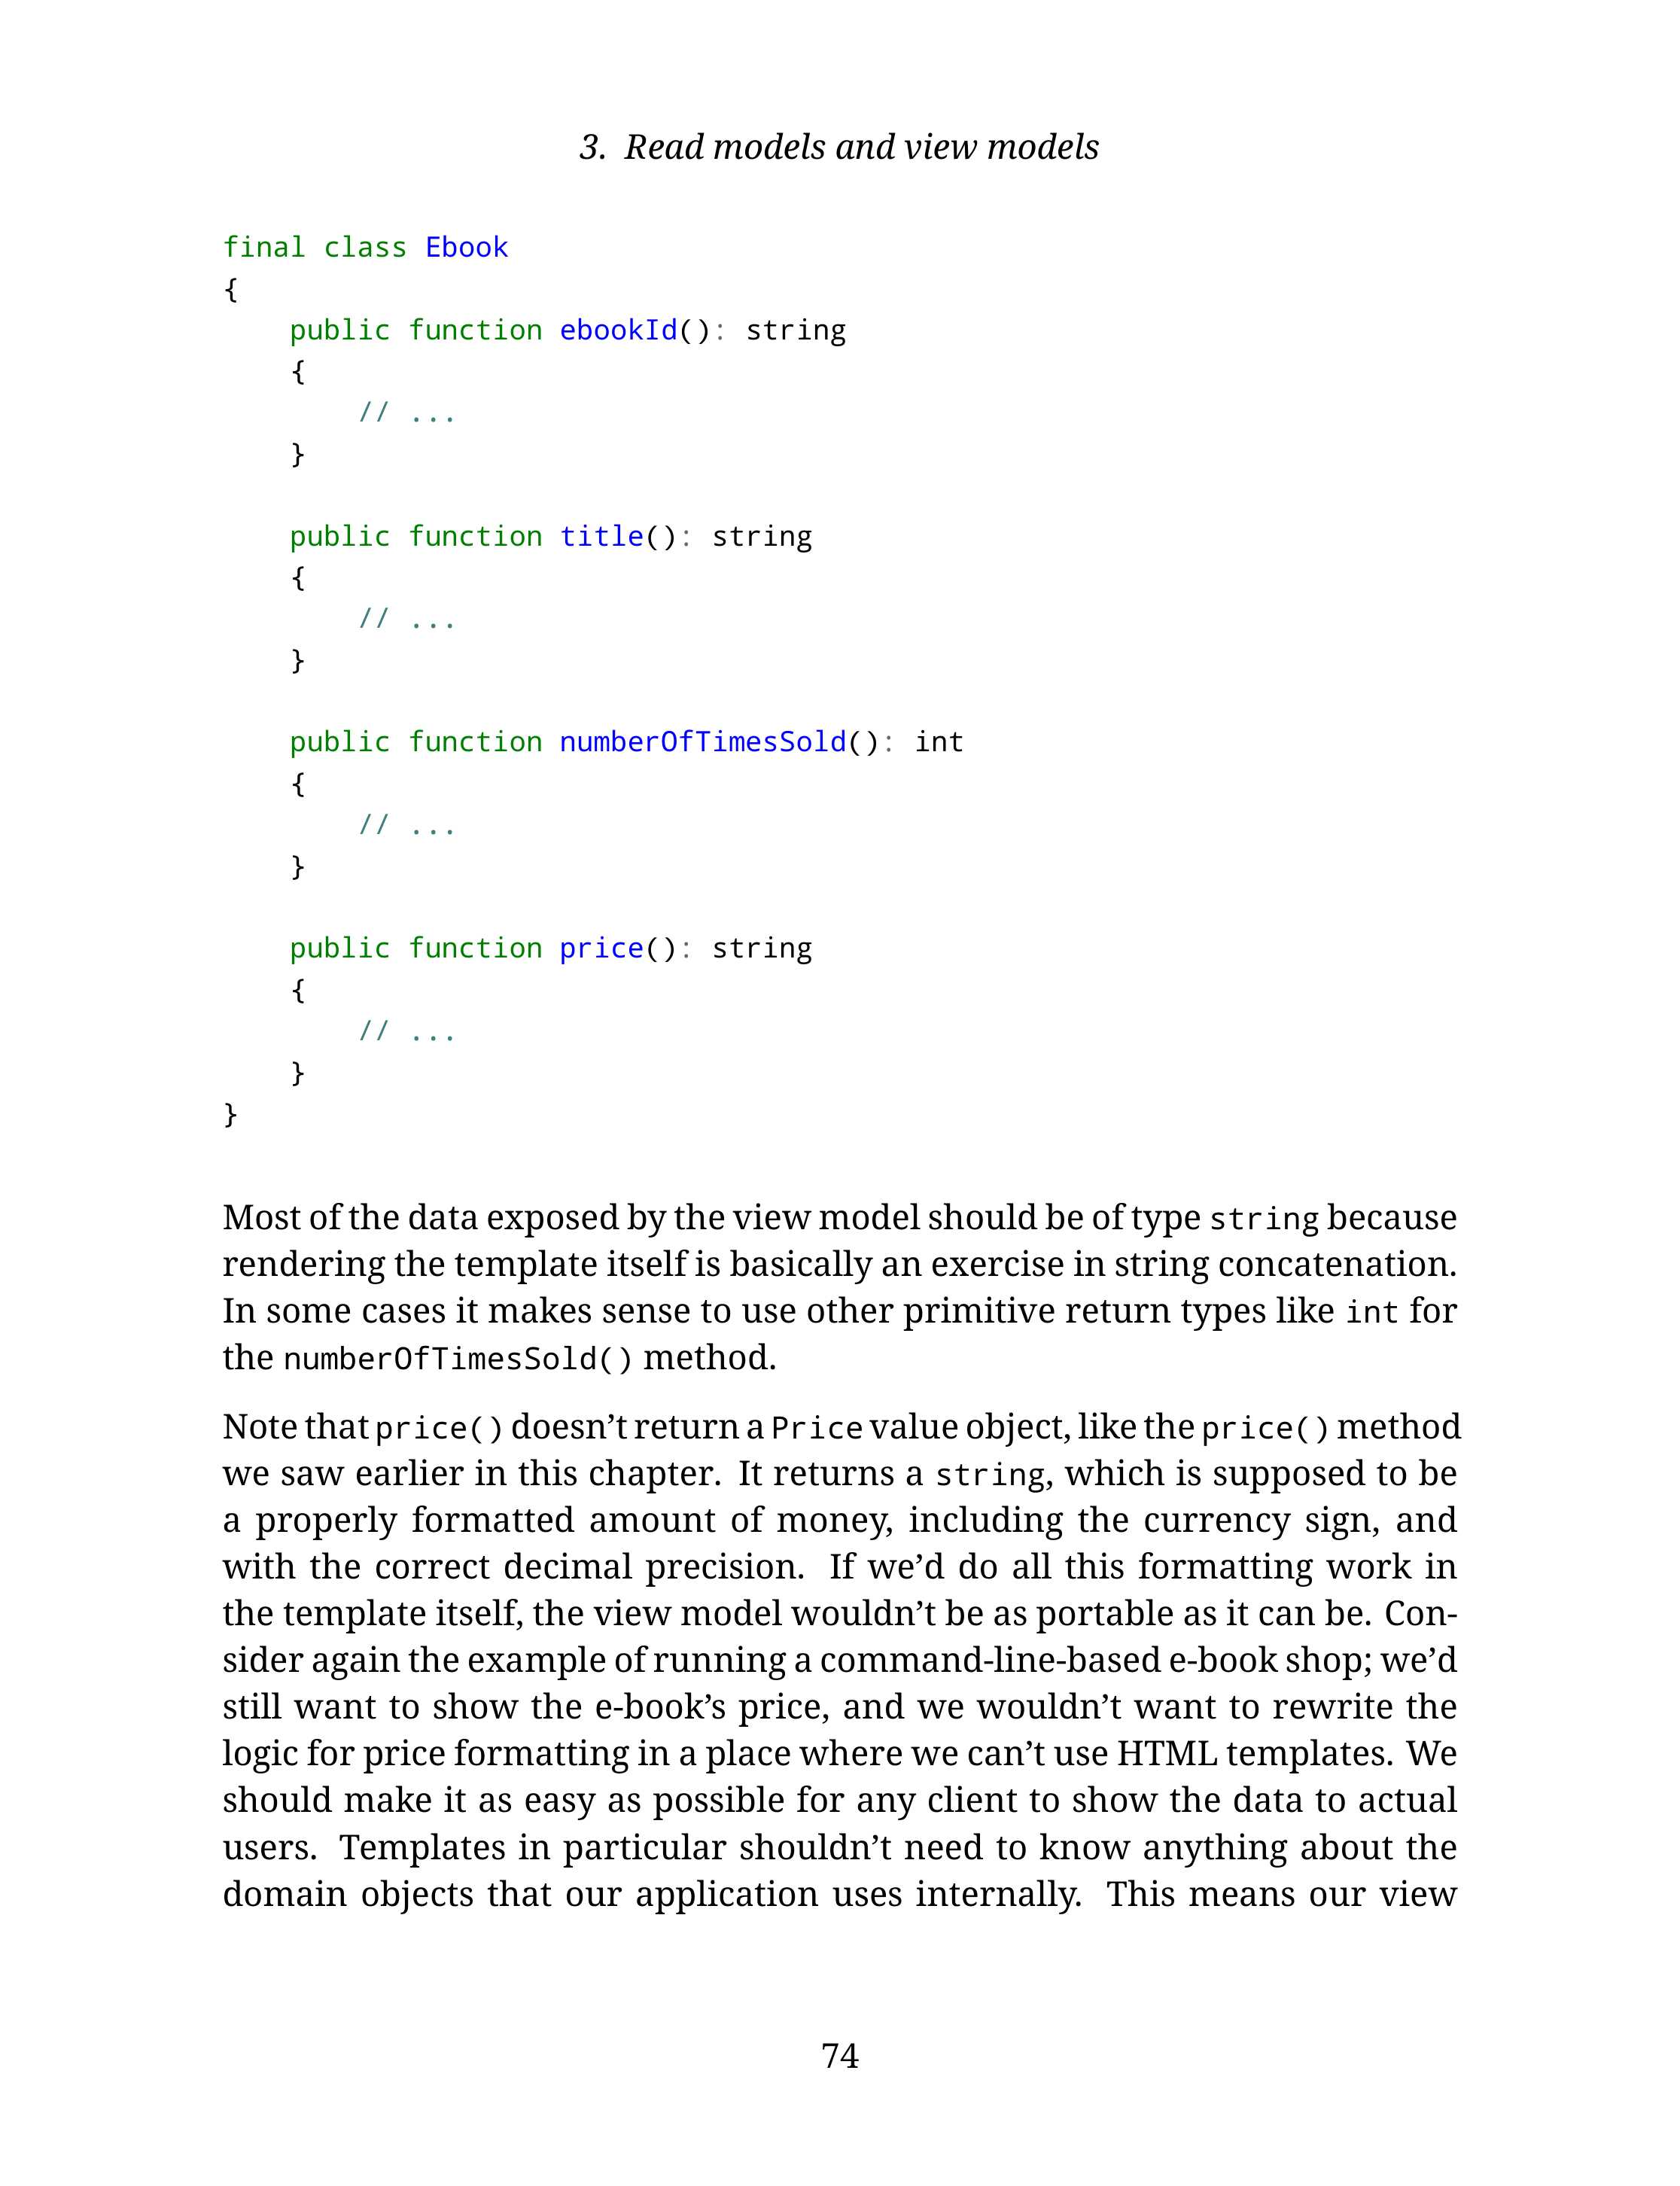 3. Read models and view models
final class Ebook
{
    public function ebookId(): string
    {
        // ...
    }
    public function title(): string
    {
        // ...
    }
    public function numberOfTimesSold(): int
    {
        // ...
    }
    public function price(): string
    {
        // ...
    }
}
Most of the data exposed by the view model should be of type string because
rendering the template itself is basically an exercise in string concatenation.
In some cases it makes sense to use other primitive return types like int for
the numberOfTimesSold() method.
Note that price() doesn’t return a Price value object, like the price() method
we saw earlier in this chapter. It returns a string, which is supposed to be
a properly formatted amount of money, including the currency sign, and
with the correct decimal precision. If we’d do all this formatting work in
the template itself, the view model wouldn’t be as portable as it can be. Con-
sider again the example of running a command-line-based e-book shop; we’d
still want to show the e-book’s price, and we wouldn’t want to rewrite the
logic for price formatting in a place where we can’t use HTML templates. We
should make it as easy as possible for any client to show the data to actual
users. Templates in particular shouldn’t need to know anything about the
domain objects that our application uses internally. This means our view
74